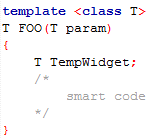 template <class T>
T FOO(T param)
{
    T TempWidget;
    /*
        smart code
    */
}